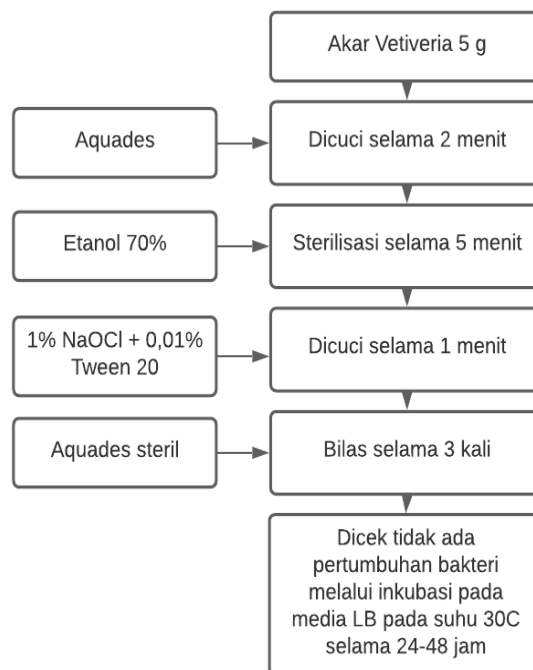 Akar Vetiveria 5 g
Aquades
Dicuci selama 2 menit
Etanol 70%
Sterilisasi selama 5 menit
1% NaOCl + 0,01%
Tween 20
Dicuci selama 1 menit
Aquades steril
Bilas selama 3 kali
Dicek tidak ada
pertumbuhan bakteri
melalui inkubasi pada
media LB pada suhu 30C
selama 24-48 jam